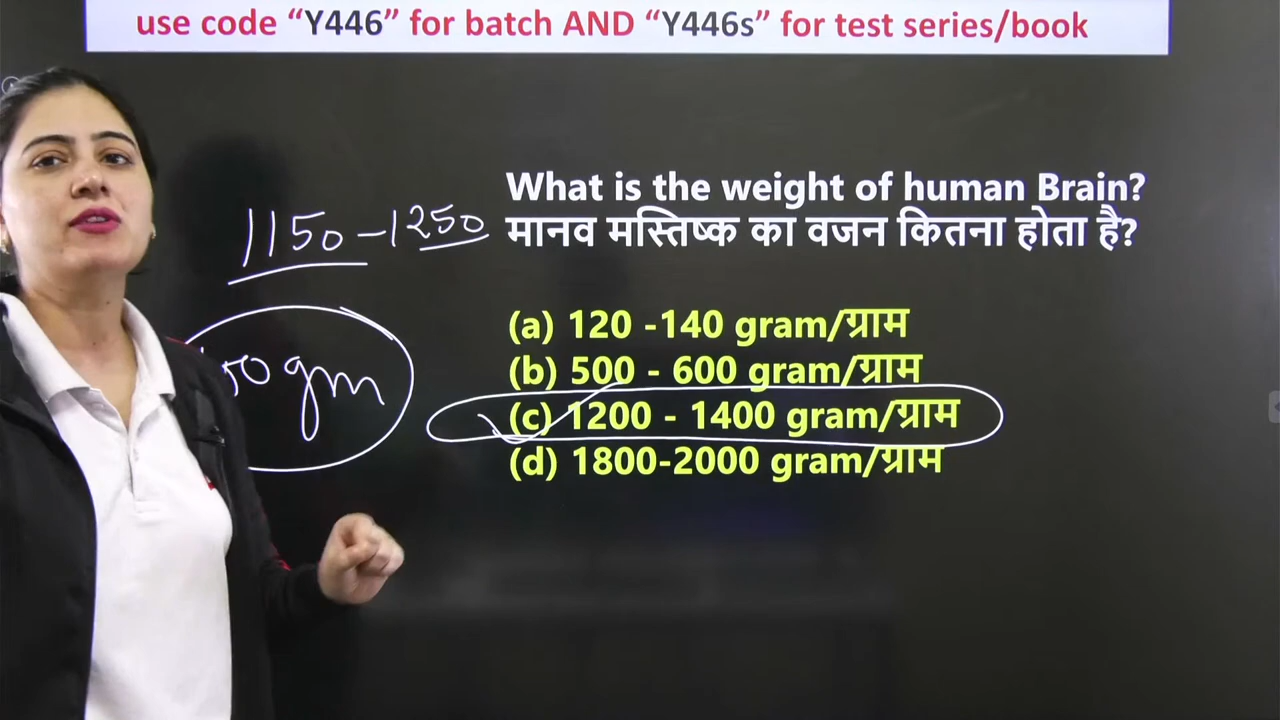 use code “Y446” for batch AND “Y446s” for test series/book
What is the weight of human Brain?
मानव मस्तिष्क का वजन कितना होता है?
1150 - 1250
gm
(a) 120 -140 gram/ग्राम
(b) 500 - 600 gram/ग्राम
(c) 1200 - 1400 gram/ग्राम
(d) 1800-2000 gram/ग्राम